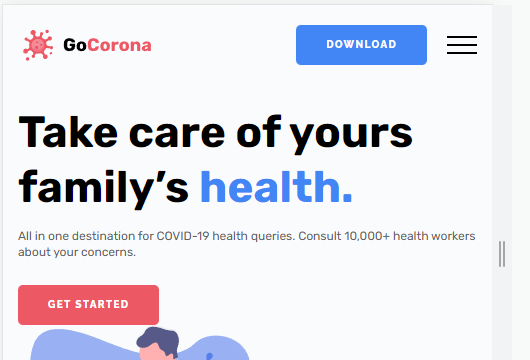 GoCorona
DOWNLOAD
Take care of yours
family’s health.
All in one destination for COVID-19 health queries. Consult 10,000+ health workers
about your concerns.
GET STARTED